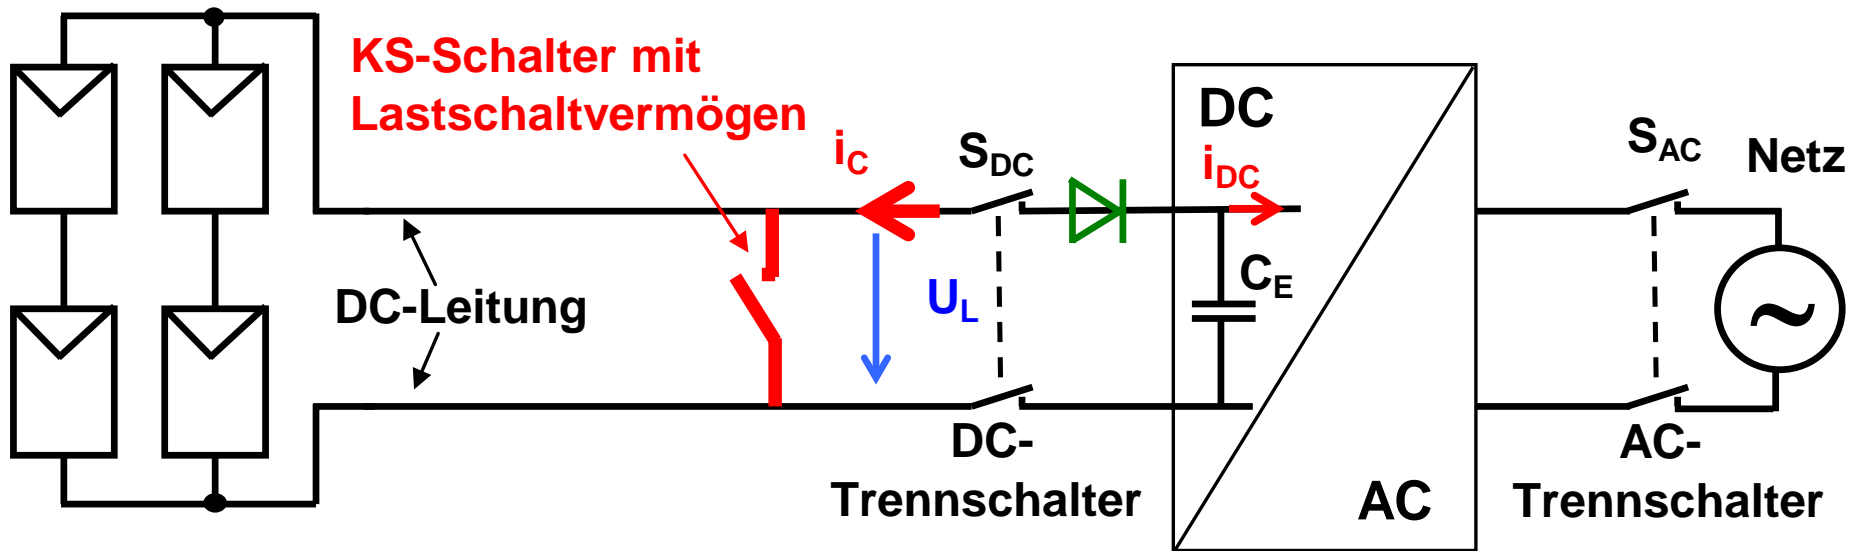 KS-Schalter mit
Lastschaltvermögen
DC-Leitung
iC
UL
SDC
DC-
Trennschalter
DC
iDC
CE
AC
SAC
Netz
~
AC-
Trennschalter